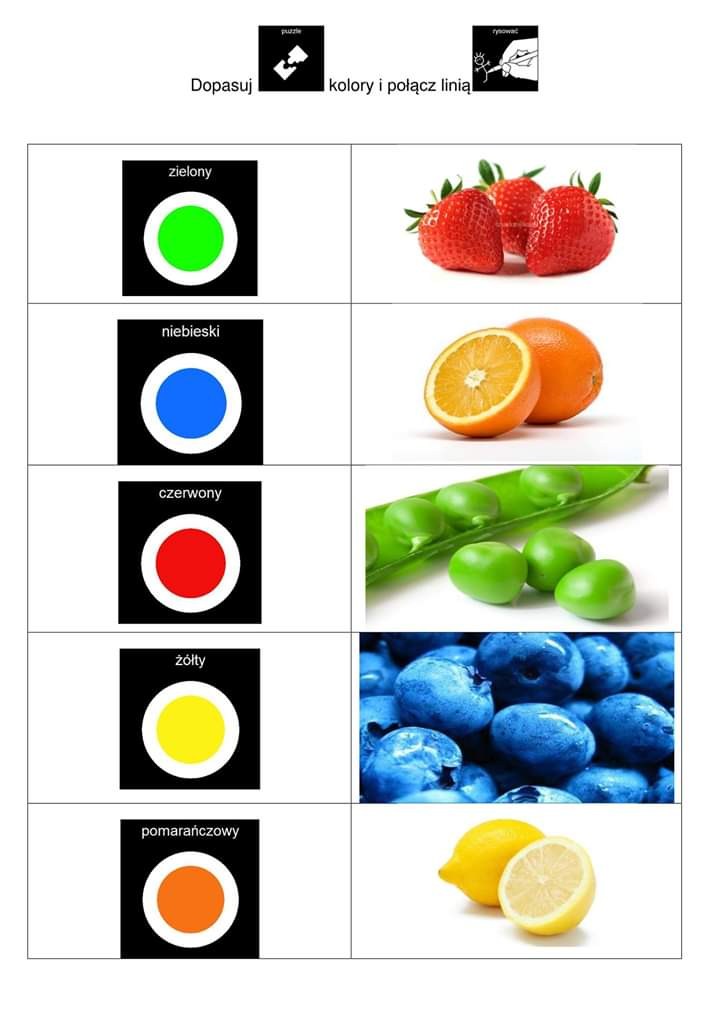 puzzle
rysować
Dopasuj kolory i połącz linią
zielony
niebieski
czerwony
żółty
pomarańczowy